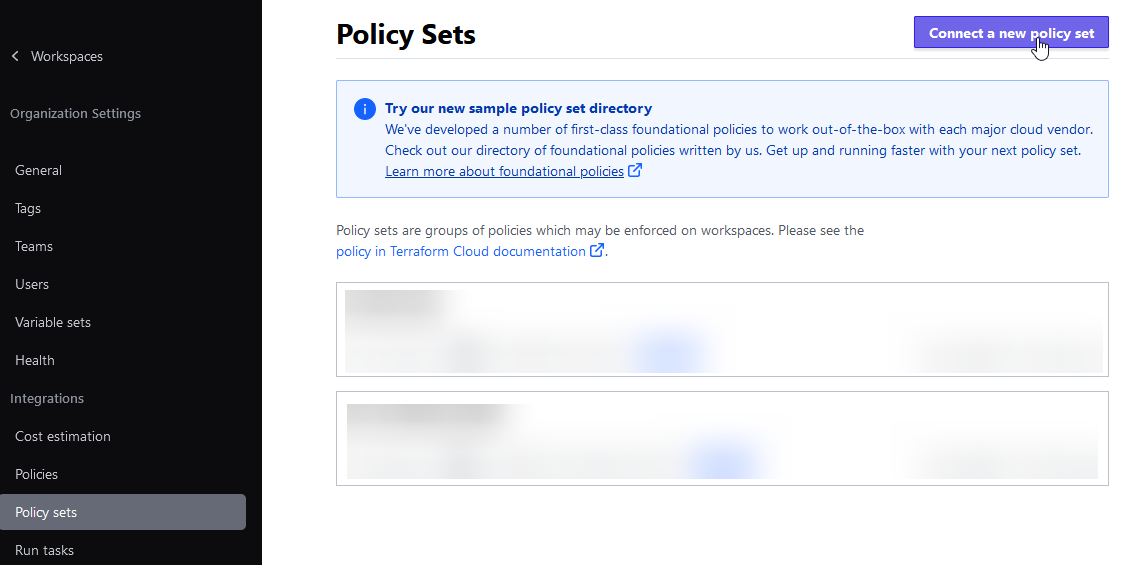 Workspaces
Organization Settings
General
Tags
Teams
Users
Variable sets
Health
Integrations
Cost estimation
Policies
Policy sets
Run tasks
Policy Sets
Connect a new policy set
Try our new sample policy set directory
We've developed a number of first-class foundational policies to work out-of-the-box with each major cloud vendor.
Check out our directory of foundational policies written by us. Get up and running faster with your next policy set.
Learn more about foundational policies
Policy sets are groups of policies which may be enforced on workspaces. Please see the
policy in Terraform Cloud documentation.